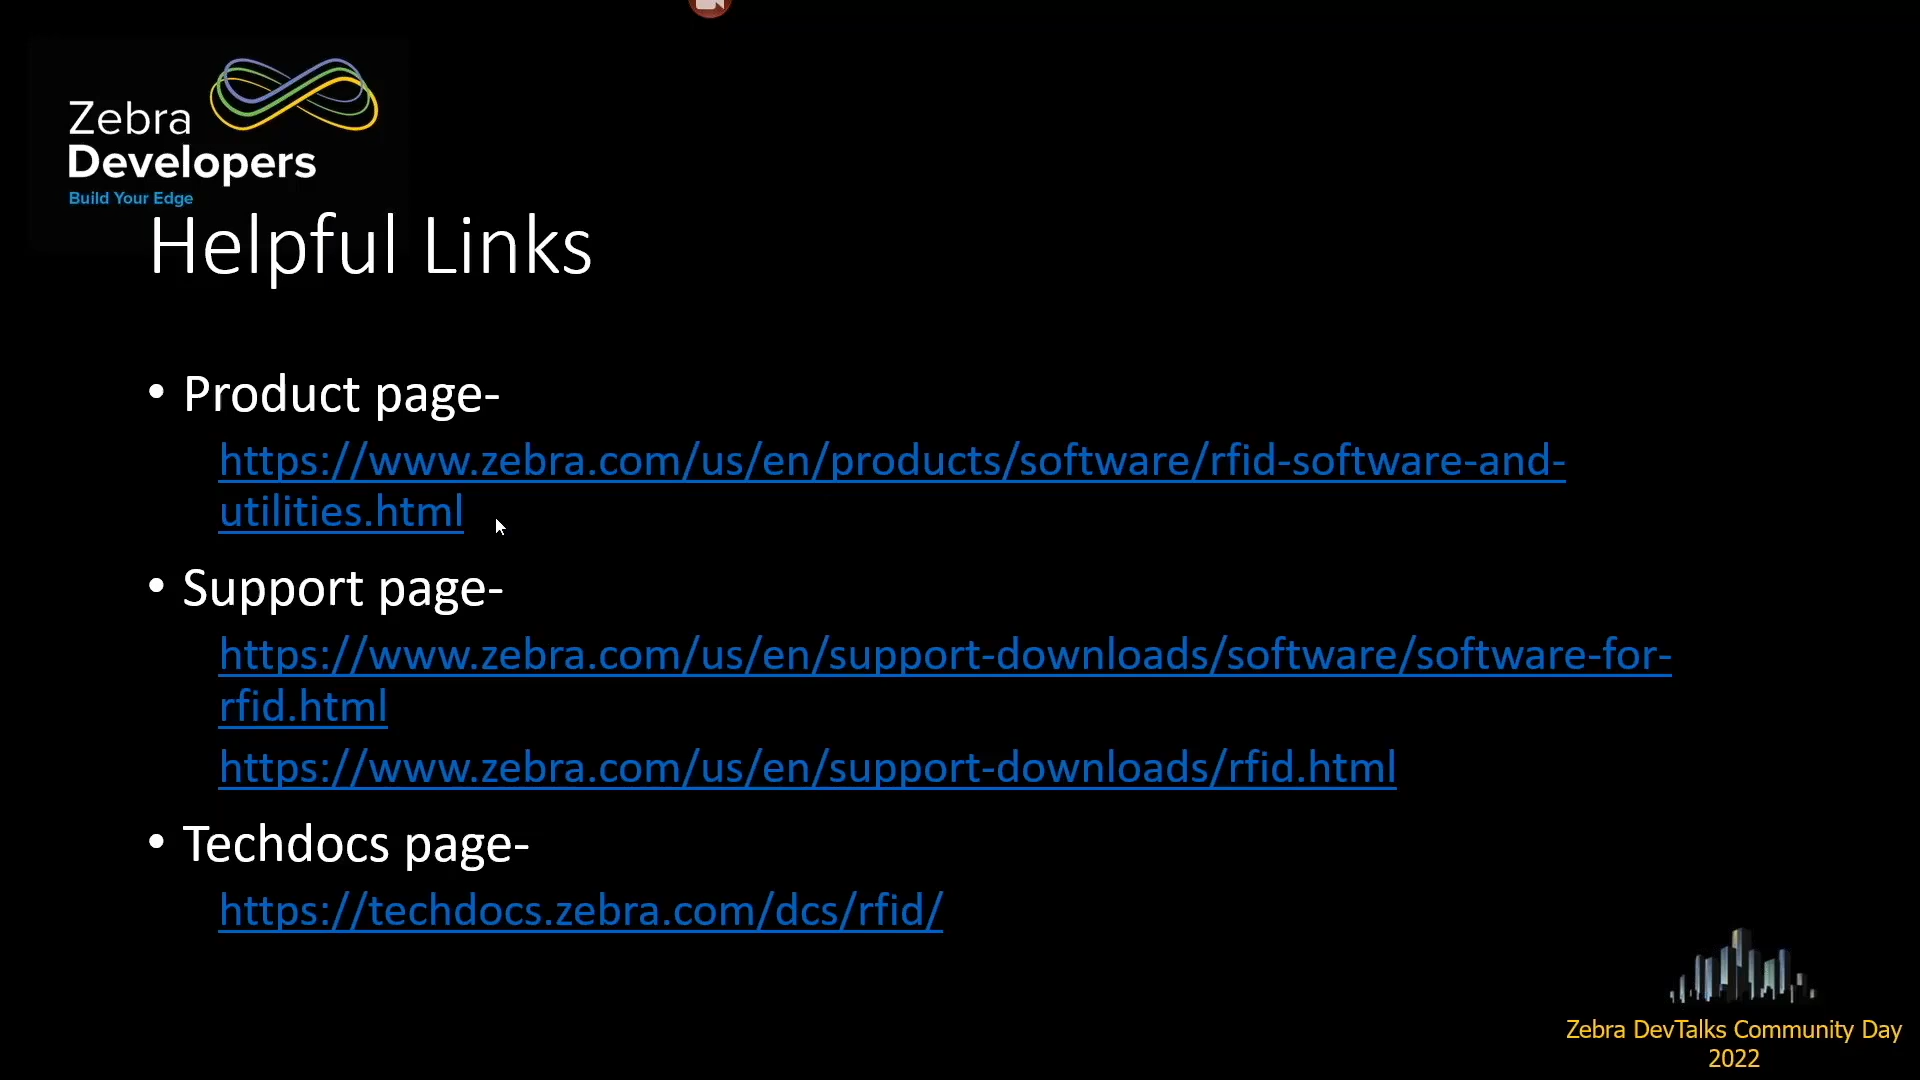 Zebra
Developers
Build Your Edge
Helpful Links
• Product page-
https://www.zebra.com/us/en/products/software/rfid-software-and-
utilities.html
• Support page-
https://www.zebra.com/us/en/support-downloads/software/software-for-
rfid.html
https://www.zebra.com/us/en/support-downloads/rfid.html
• Techdocs page-
https://techdocs.zebra.com/dcs/rfid/
Zebra DevTalks Community Day
2022